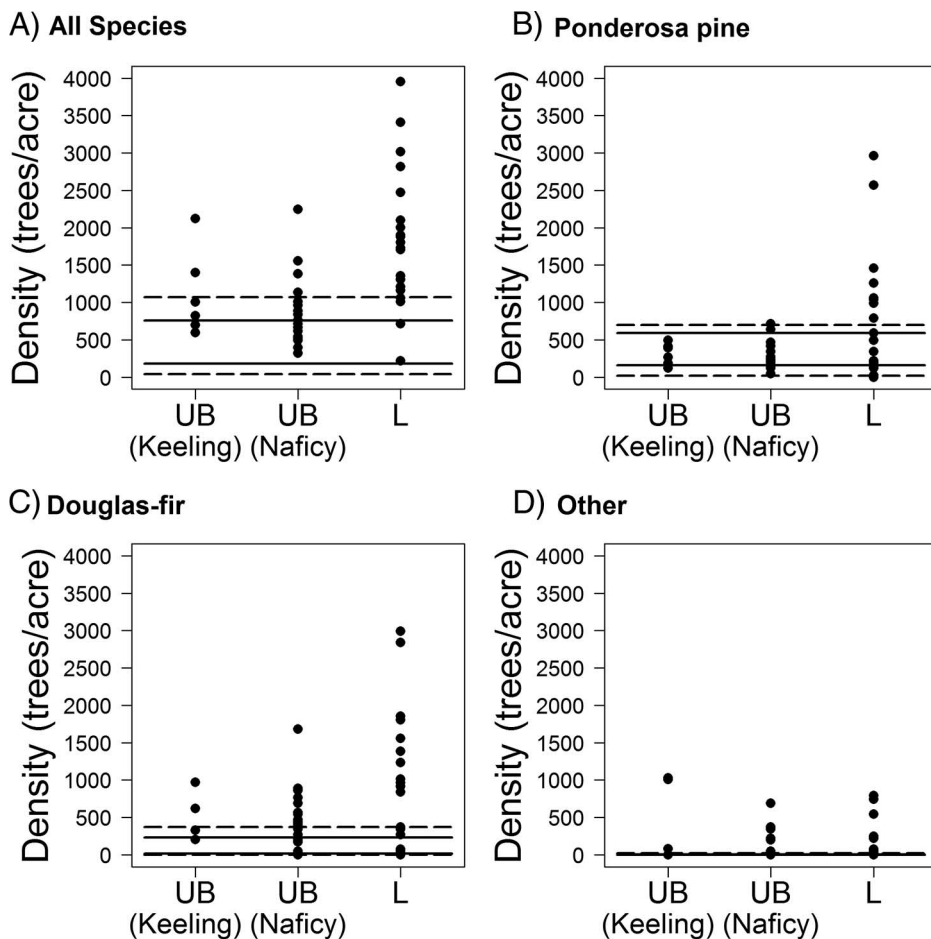 A) All Species
Density (trees/acre)
4000
3500
3000
2500
2000
1500
1000
500
0
UB UB L
(Keeling) (Naficy)
B) Ponderosa pine
Density (trees/acre)
4000
3500
3000
2500
2000
1500
1000
500
0
UB UB L
(Keeling) (Naficy)
C) Douglas-fir
Density (trees/acre)
4000
3500
3000
2500
2000
1500
1000
500
0
UB UB L
(Keeling) (Naficy)
D) Other
Density (trees/acre)
4000
3500
3000
2500
2000
1500
1000
500
0
UB UB L
(Keeling) (Naficy)